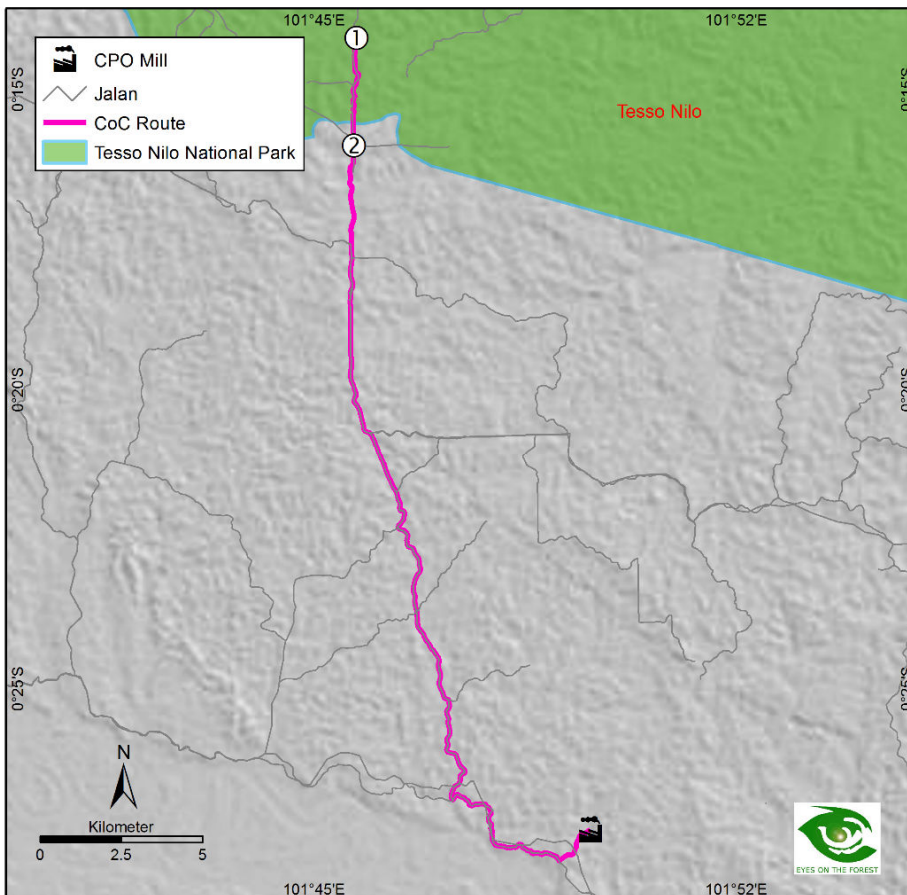 101°45'E
101°52'E
1
CPO Mill
Jalan
CoC Route
Tesso Nilo National Park
0°15'S
0°15'S
Tesso Nilo
2
0°20'S
0°20'S
0°25'S
0°25'S
N
Kilometer
0 2.5 5
EYES ON THE FOREST
101°45'E
101°52'E